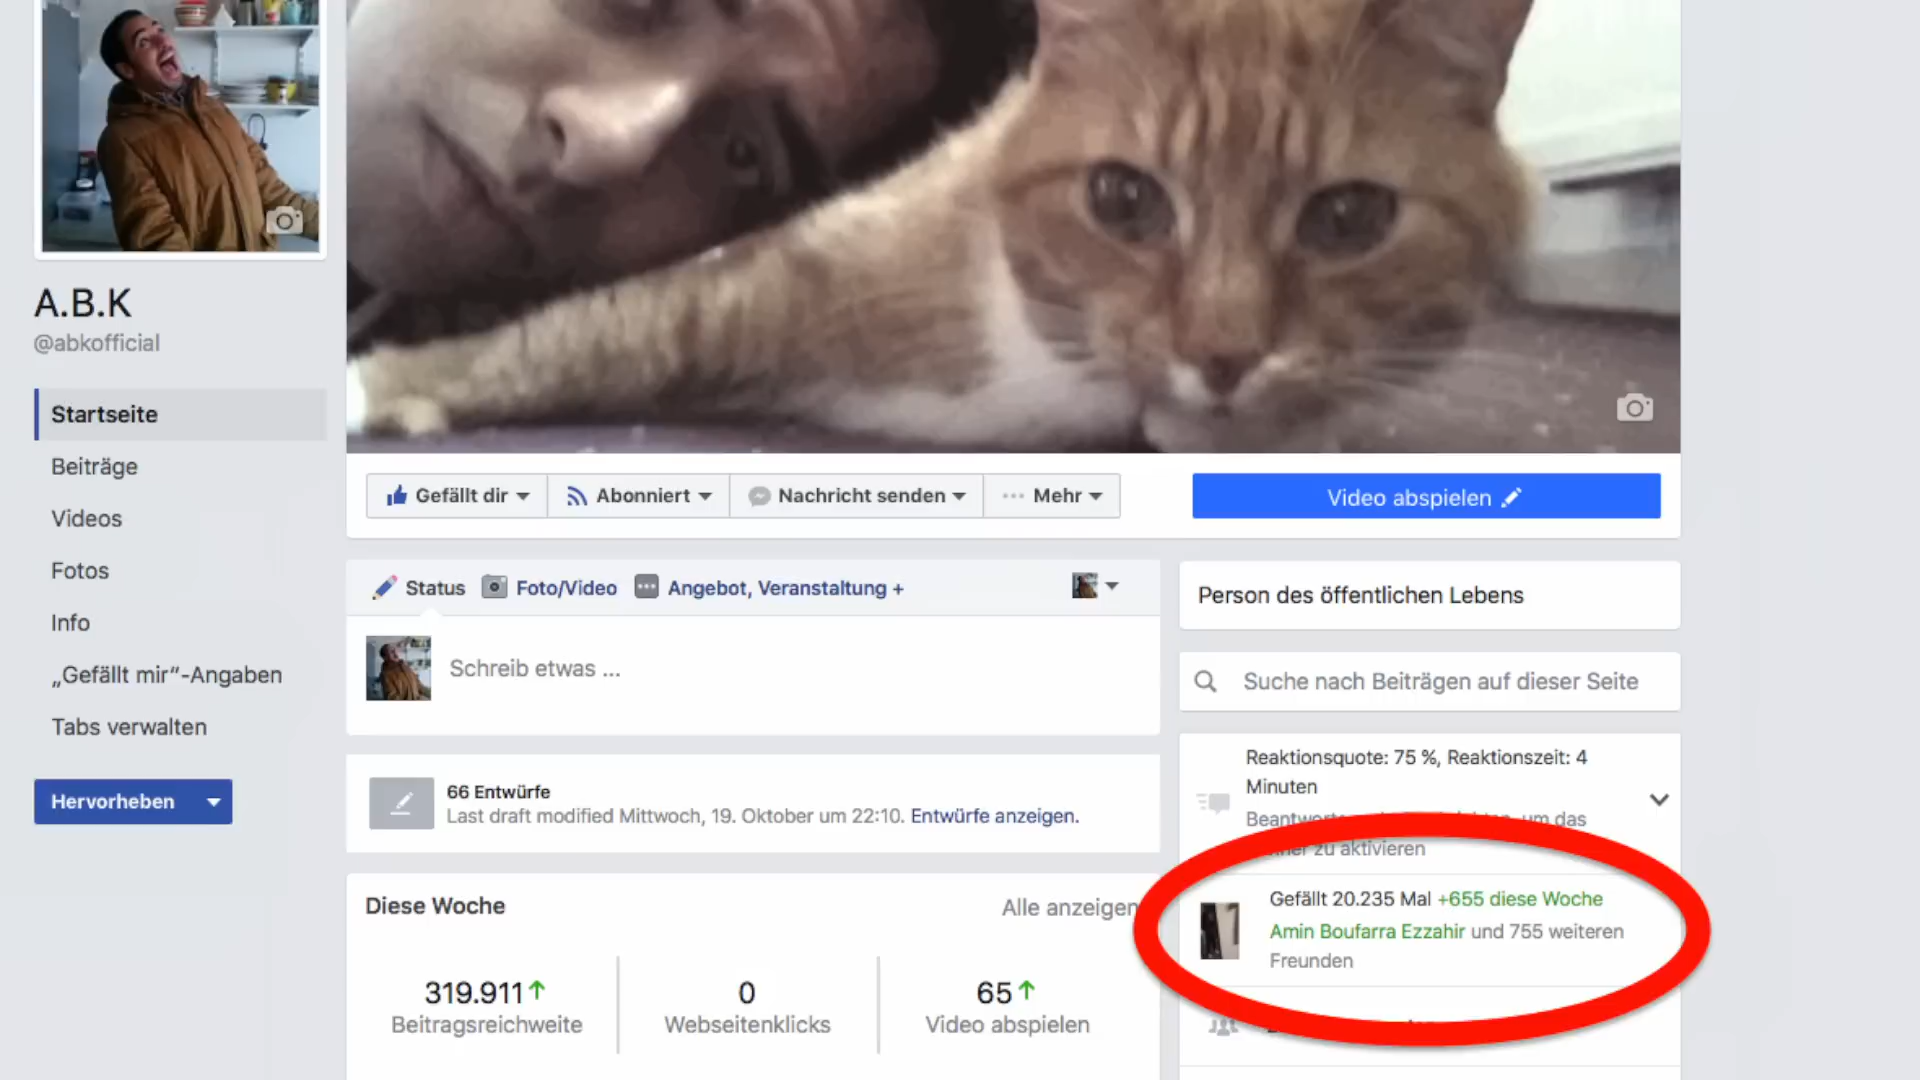 A.B.K
@abkofficial
Startseite
Beiträge
Videos
Fotos
Info
„Gefällt mir“-Angaben
Tabs verwalten
Hervorheben
Gefällt dir
Abonniert
Nachricht senden
Mehr
Video abspielen
Status
Foto/Video
Angebot, Veranstaltung +
Schreib etwas ...
66 Entwürfe
Last draft modified Mittwoch, 19. Oktober um 22:10. Entwürfe anzeigen.
Diese Woche
Alle anzeigen
319.911
Beitragsreichweite
0
Webseitenklicks
65
Video abspielen
Person des öffentlichen Lebens
Suche nach Beiträgen auf dieser Seite
Reaktionsquote: 75 %, Reaktionszeit: 4
Minuten
um das
zu aktivieren
Gefällt 20.235 Mal +655 diese Woche
Amin Boufarra Ezzahir und 755 weiteren
Freunden